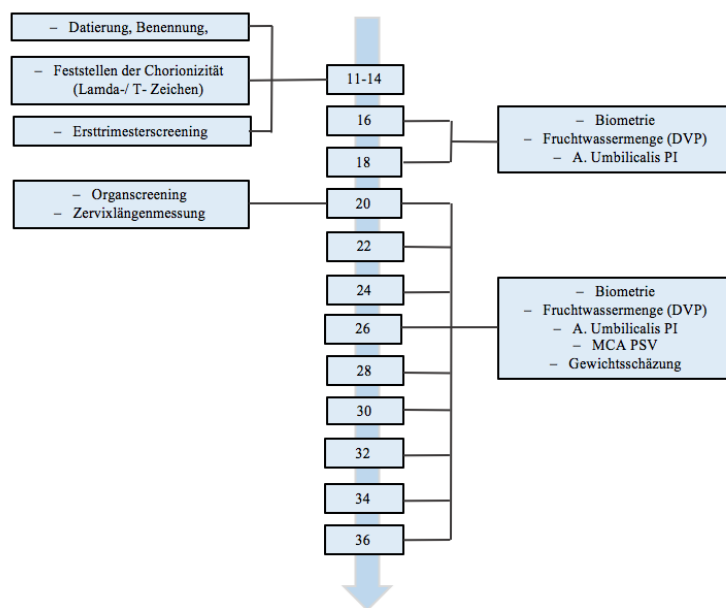 – Datierung, Benennung,
– Feststellen der Chorionizität
(Lamda-/ T- Zeichen)
– Ersttrimesterscreening
– Organscreening
– Zervixlängenmessung
11-14
16
18
20
22
24
26
28
30
32
34
36
– Biometrie
– Fruchtwassermenge (DVP)
– A. Umbilicalis PI
– Biometrie
– Fruchtwassermenge (DVP)
– A. Umbilicalis PI
– MCA PSV
– Gewichtsschäzung